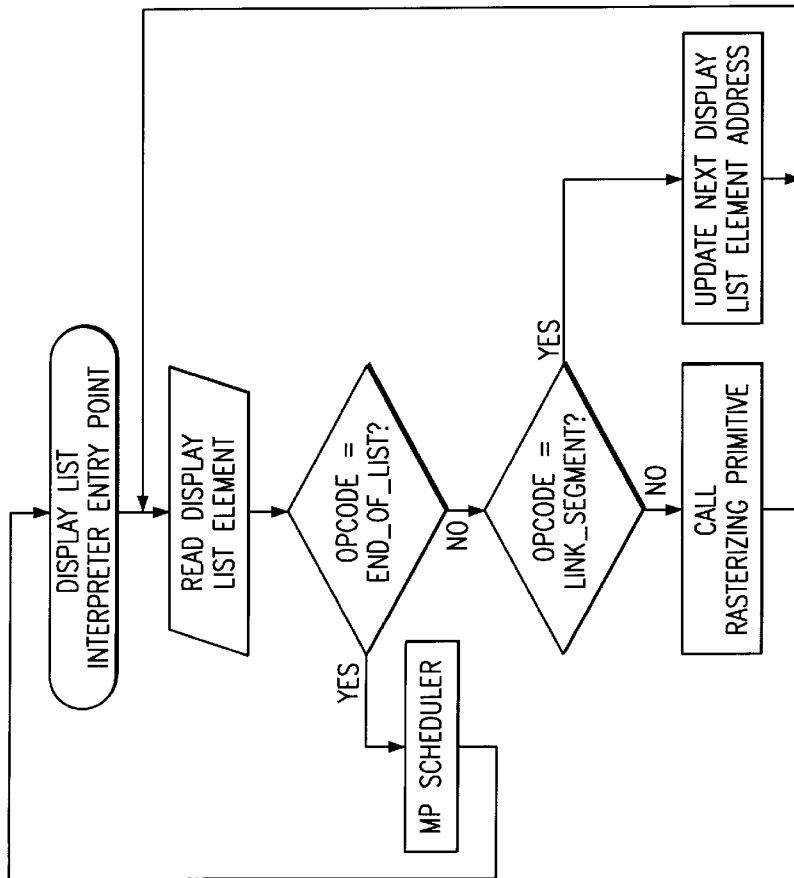 DISPLAY LIST
INTERPRETER ENTRY POINT
READ DISPLAY
LIST ELEMENT
OPCODE =
END_OF_LIST?
YES
NO
MP SCHEDULER
OPCODE =
LINK_SEGMENT?
YES
NO
CALL
RASTERIZING PRIMITIVE
UPDATE NEXT DISPLAY
LIST ELEMENT ADDRESS